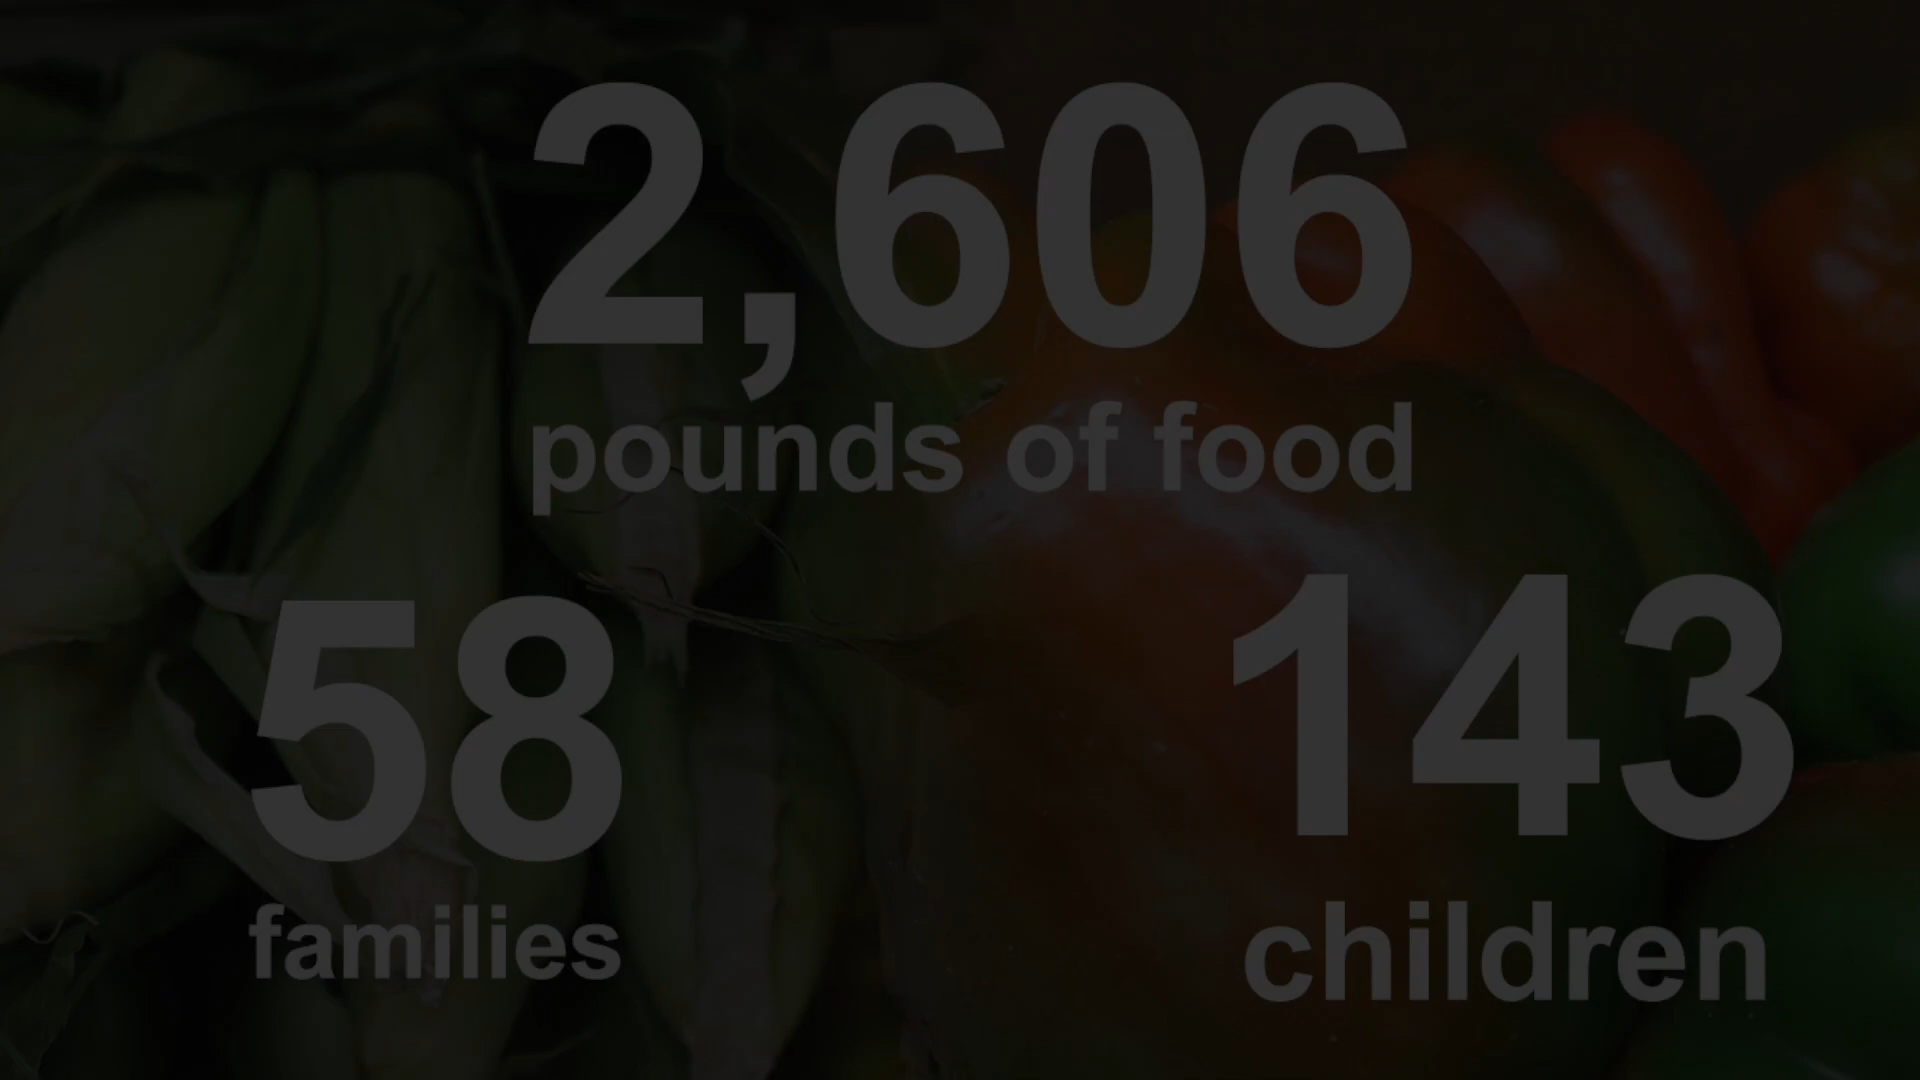 2,606
pounds of food
58
families
143
children